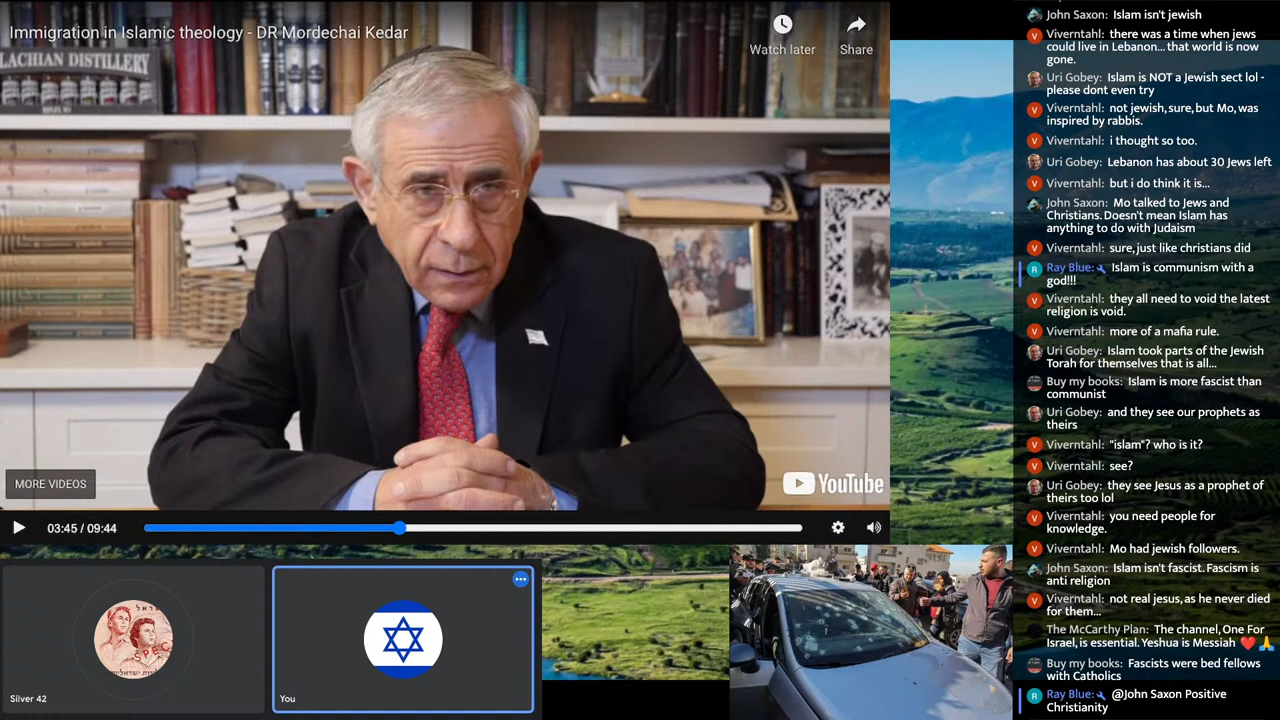 Immigration in Islamic theology - DR Mordechai Kedar
Watch later
Share
LACHIAN DISTILLERY
MORE VIDEOS
YouTube
03:45 / 09:44
SPEC
Silver 42
You
John Saxon: Islam isn't jewish
Viverntahl: there was a time when jews
could live in Lebanon... that world is now
gone.
Uri Gobey: Islam is NOT a Jewish sect lol -
please dont even try
Viverntahl: not jewish, sure, but Mo, was
inspired by rabbis.
Viverntahl: i thought so too.
Uri Gobey: Lebanon has about 30 Jews left
Viverntahl: but i do think it is...
John Saxon: Mo talked to Jews and
Christians. Doesn't mean Islam has
anything to do with Judaism
Viverntahl: sure, just like christians did
Ray Blue: Islam is communism with a
god!!!
Viverntahl: they all need to void the latest
religion is void.
Viverntahl: more of a mafia rule.
Uri Gobey: Islam took parts of the Jewish
Torah for themselves that is all...
Buy my books: Islam is more fascist than
communist
Uri Gobey: and they see our prophets as
theirs
Viverntahl: "islam"? who is it?
Viverntahl: see?
Uri Gobey: they see Jesus as a prophet of
theirs too lol
Viverntahl: you need people for
knowledge.
Viverntahl: Mo had jewish followers.
John Saxon: Islam isn't fascist. Fascism is
anti religion
Viverntahl: not real jesus, as he never died
for them...
The McCarthy Plan: The channel, One For
Israel, is essential. Yeshua is Messiah ❤️🙏
Buy my books: Fascists were bed fellows
with Catholics
Ray Blue: @John Saxon Positive
Christianity